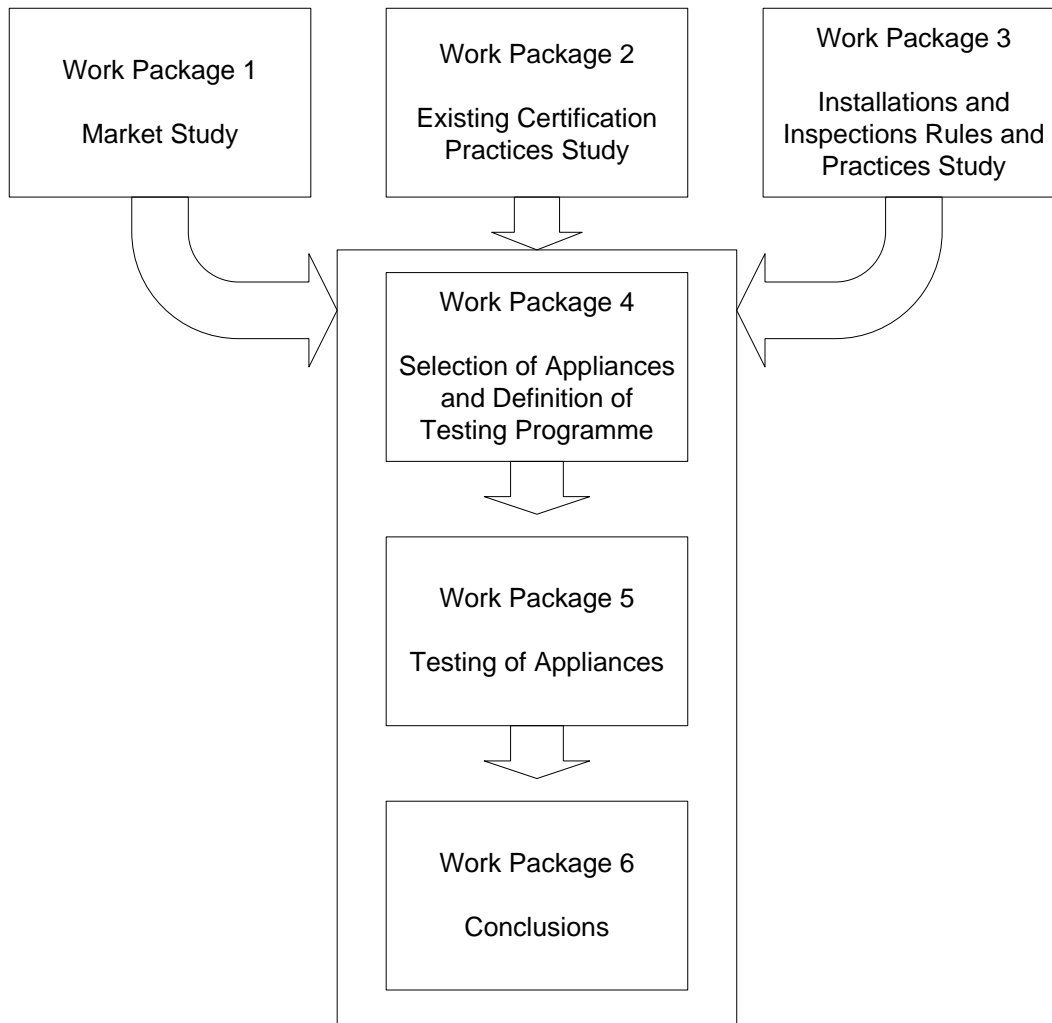 Work Package 1
Market Study
Work Package 2
Existing Certification
Practices Study
Work Package 3
Installations and
Inspections Rules and
Practices Study
Work Package 4
Selection of Appliances
and Definition of
Testing Programme
Work Package 5
Testing of Appliances
Work Package 6
Conclusions